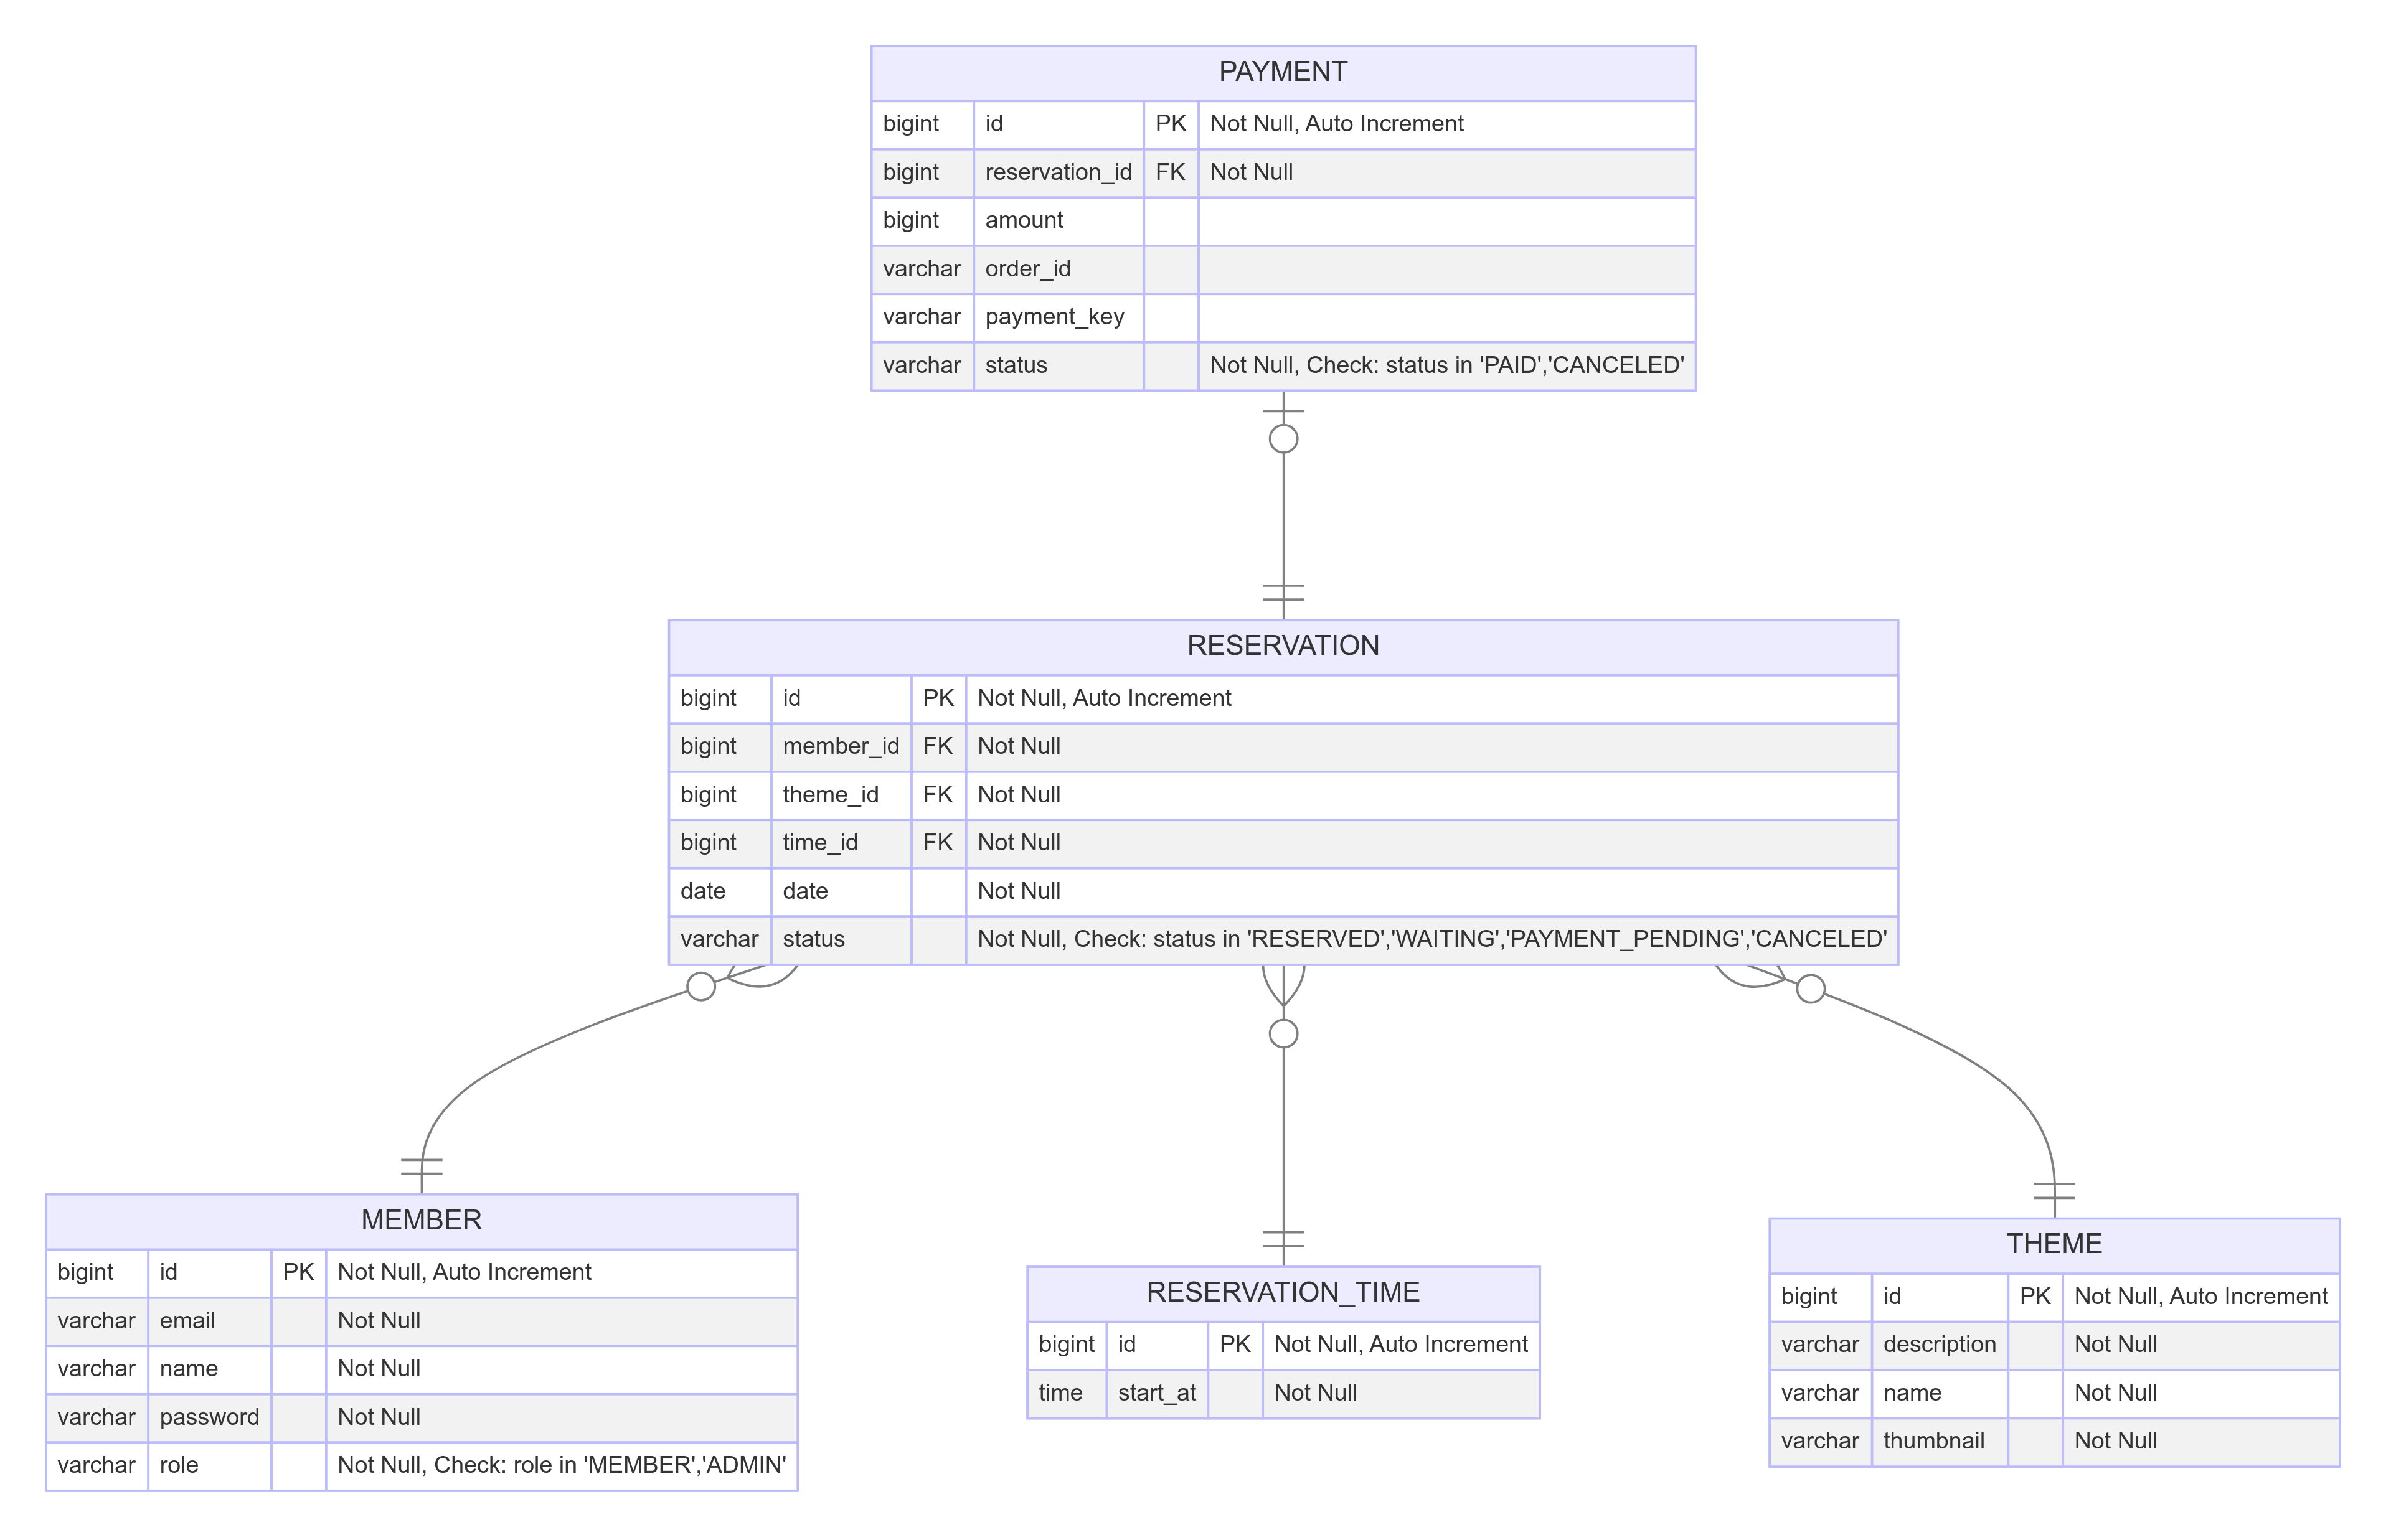 PAYMENT
bigint id PK Not Null, Auto Increment
bigint reservation_id FK Not Null
bigint amount
varchar order_id
varchar payment_key
varchar status Not Null, Check: status in 'PAID','CANCELED'
RESERVATION
bigint id PK Not Null, Auto Increment
bigint member_id FK Not Null
bigint theme_id FK Not Null
bigint time_id FK Not Null
date date Not Null
varchar status Not Null, Check: status in 'RESERVED','WAITING','PAYMENT_PENDING','CANCELED'
MEMBER
bigint id PK Not Null, Auto Increment
varchar email Not Null
varchar name Not Null
varchar password Not Null
varchar role Not Null, Check: role in 'MEMBER','ADMIN'
RESERVATION_TIME
bigint id PK Not Null, Auto Increment
time start_at Not Null
THEME
bigint id PK Not Null, Auto Increment
varchar description Not Null
varchar name Not Null
varchar thumbnail Not Null